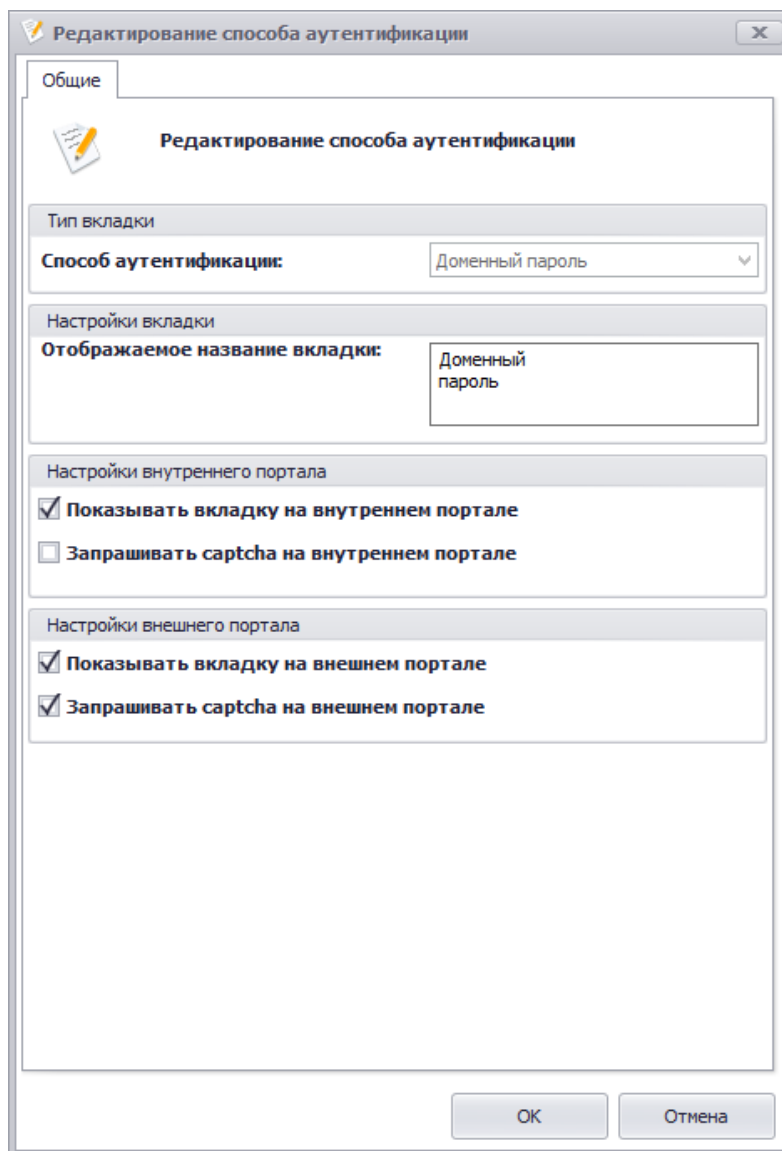 Редактирование способа аутентификации
Общие
Редактирование способа аутентификации
Тип вкладки
Способ аутентификации: Доменный пароль
Настройки вкладки
Отображаемое название вкладки: Доменный
пароль
Настройки внутреннего портала
Показывать вкладку на внутреннем портале
Запрашивать captcha на внутреннем портале
Настройки внешнего портала
Показывать вкладку на внешнем портале
Запрашивать captcha на внешнем портале
ОК Отмена